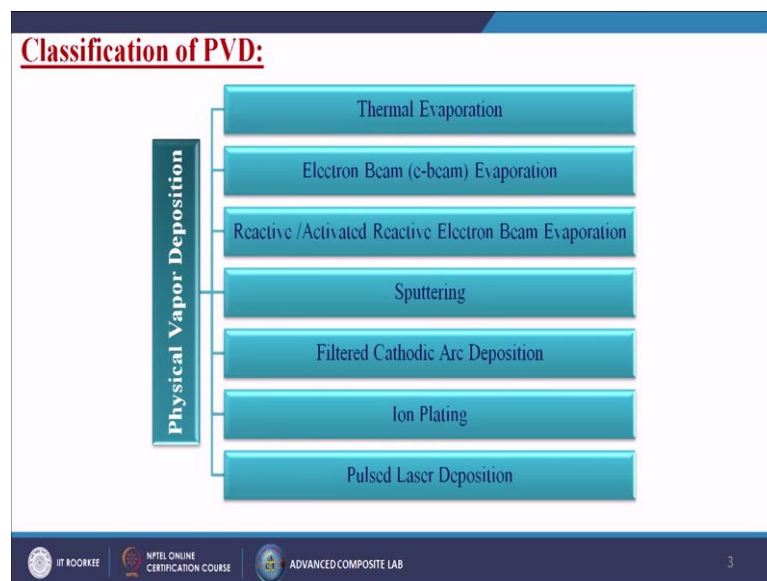 Classification of PVD:
Physical Vapor Deposition
Thermal Evaporation
Electron Beam (e-beam) Evaporation
Reactive /Activated Reactive Electron Beam Evaporation
Sputtering
Filtered Cathodic Arc Deposition
Ion Plating
Pulsed Laser Deposition
IIT ROORKEE
NPTEL ONLINE
CERTIFICATION COURSE
ADVANCED COMPOSITE LAB
3